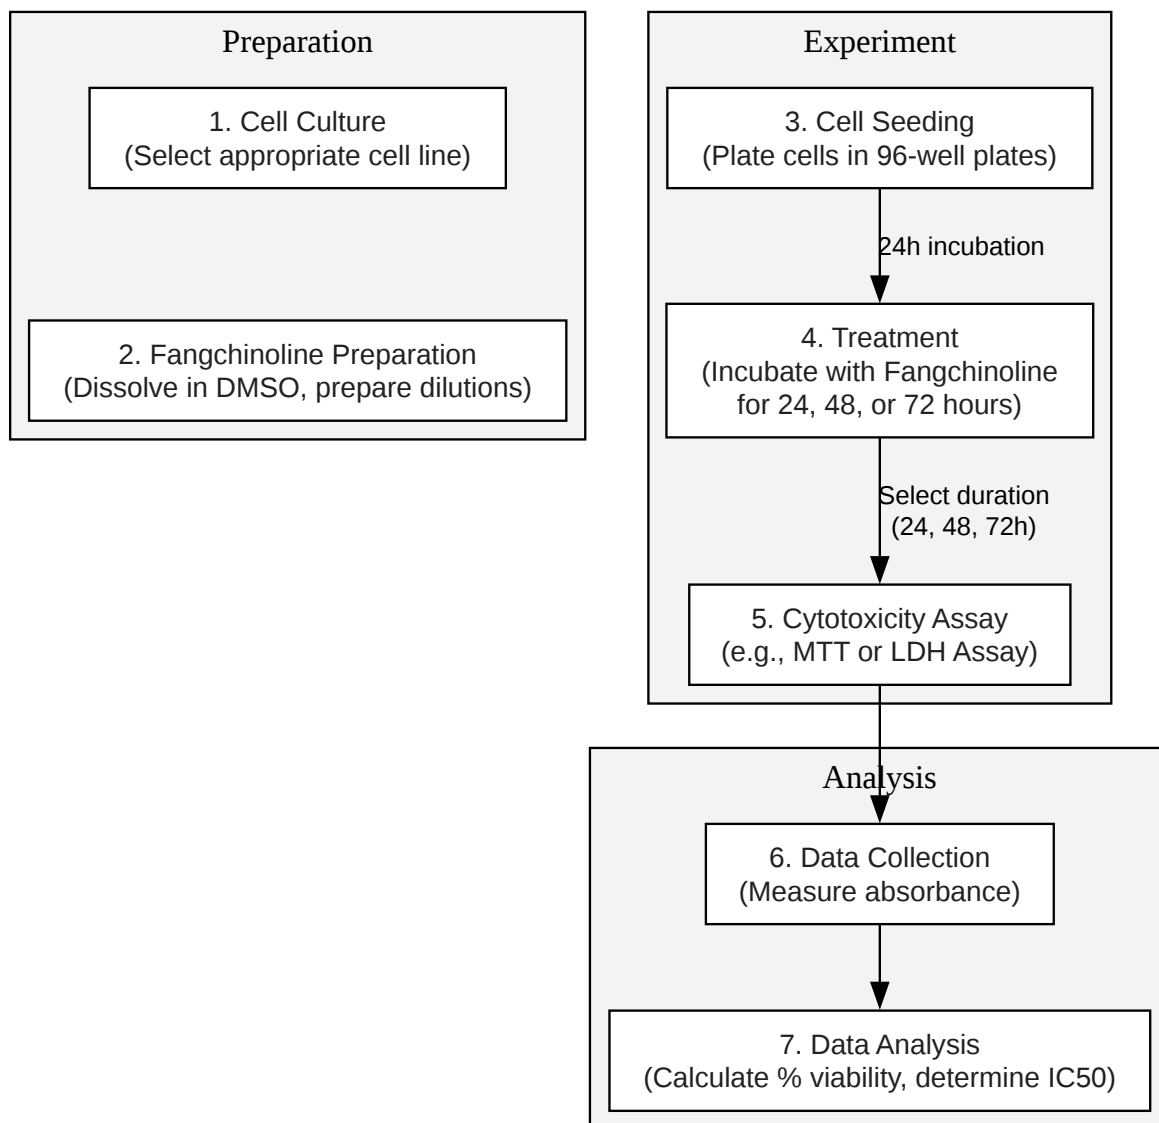 Preparation
1. Cell Culture
(Select appropriate cell line)
2. Fangchinoline Preparation
(Dissolve in DMSO, prepare dilutions)
Experiment
3. Cell Seeding
(Plate cells in 96-well plates)
24h incubation
4. Treatment
(Incubate with Fangchinoline
for 24, 48, or 72 hours)
Select duration
(24, 48, 72h)
5. Cytotoxicity Assay
(e.g., MTT or LDH Assay)
Analysis
6. Data Collection
(Measure absorbance)
7. Data Analysis
(Calculate % viability, determine IC50)